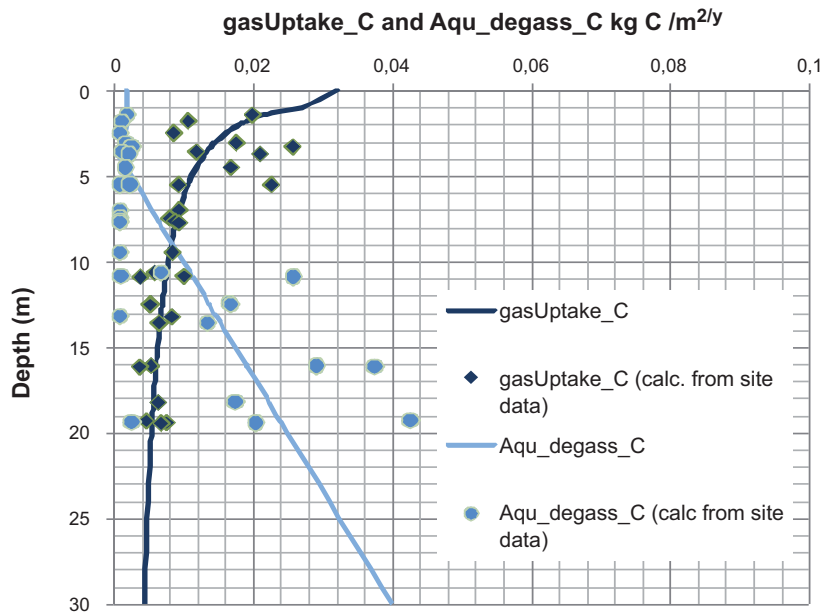 gasUptake_C and Aqu_degass_C kg C /m2/y
0 0,02 0,04 0,06 0,08 0,1
0
5
10
15
20
25
30
Depth (m)
gasUptake_C
gasUptake_C (calc. from site
data)
Aqu_degass_C
Aqu_degass_C (calc from site
data)